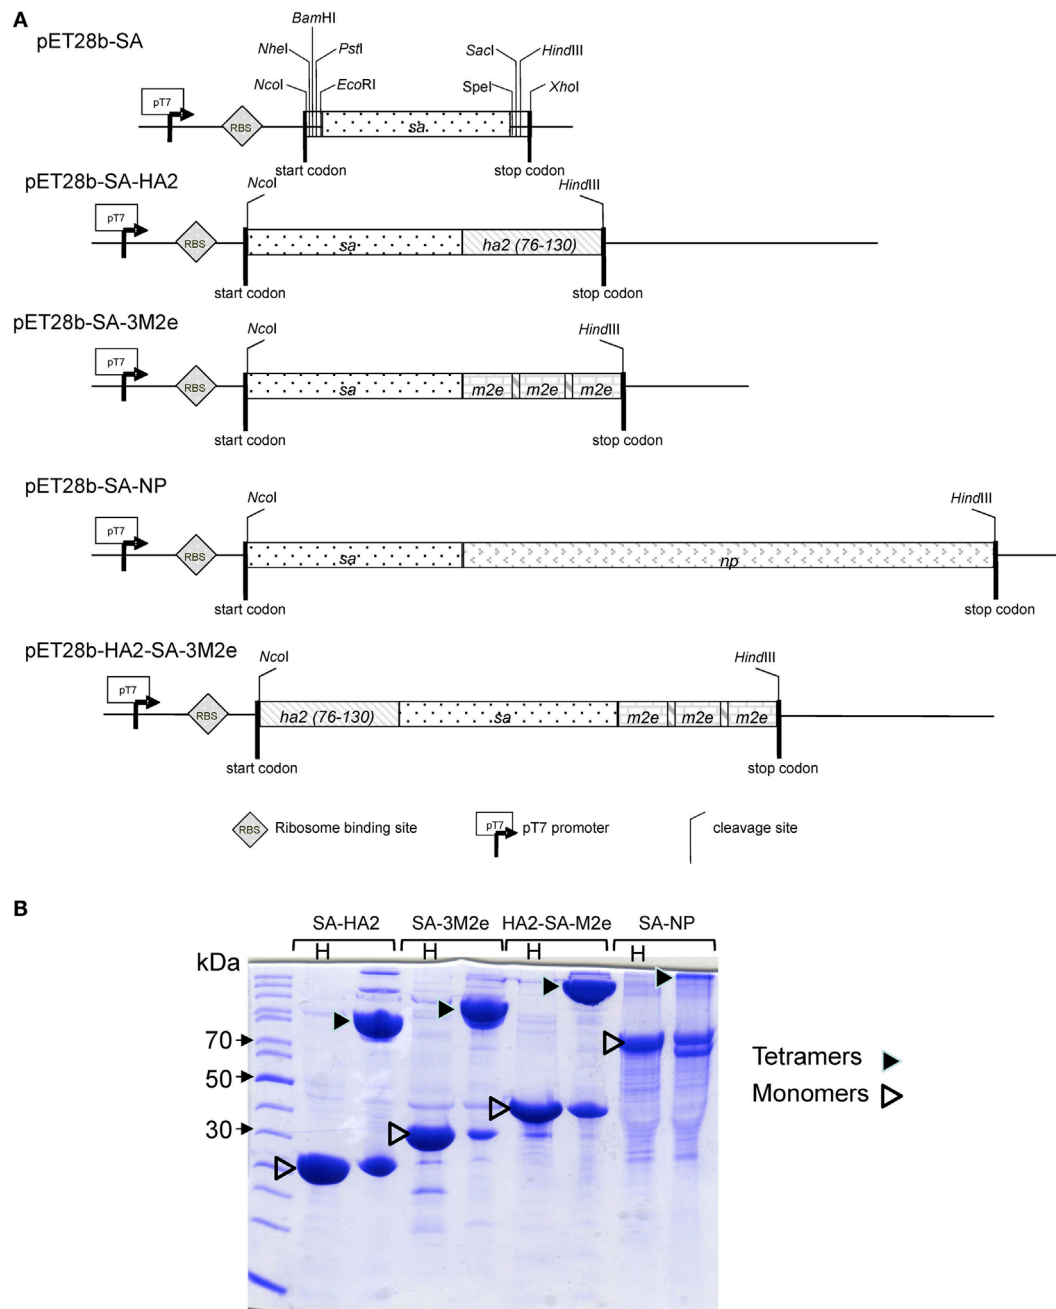 A
pET28b-SA
BamHI
NheI PstI SacI HindIII
NcoI EcoRI SpeI XhoI
pT7
RBS
sa
start codon stop codon
pET28b-SA-HA2
NcoI HindIII
pT7
RBS
sa ha2 (76-130)
start codon stop codon
pET28b-SA-3M2e
NcoI HindIII
pT7
RBS
sa m2e m2e m2e
start codon stop codon
pET28b-SA-NP
NcoI HindIII
pT7
RBS
sa np
start codon stop codon
pET28b-HA2-SA-3M2e
NcoI HindIII
pT7
RBS
ha2 (76-130) sa m2e m2e m2e
start codon stop codon
RBS Ribosome binding site pT7 pT7 promoter cleavage site
B
SA-HA2 SA-3M2e HA2-SA-M2e SA-NP
H H H H
kDa
70
50
30
Tetramers
Monomers